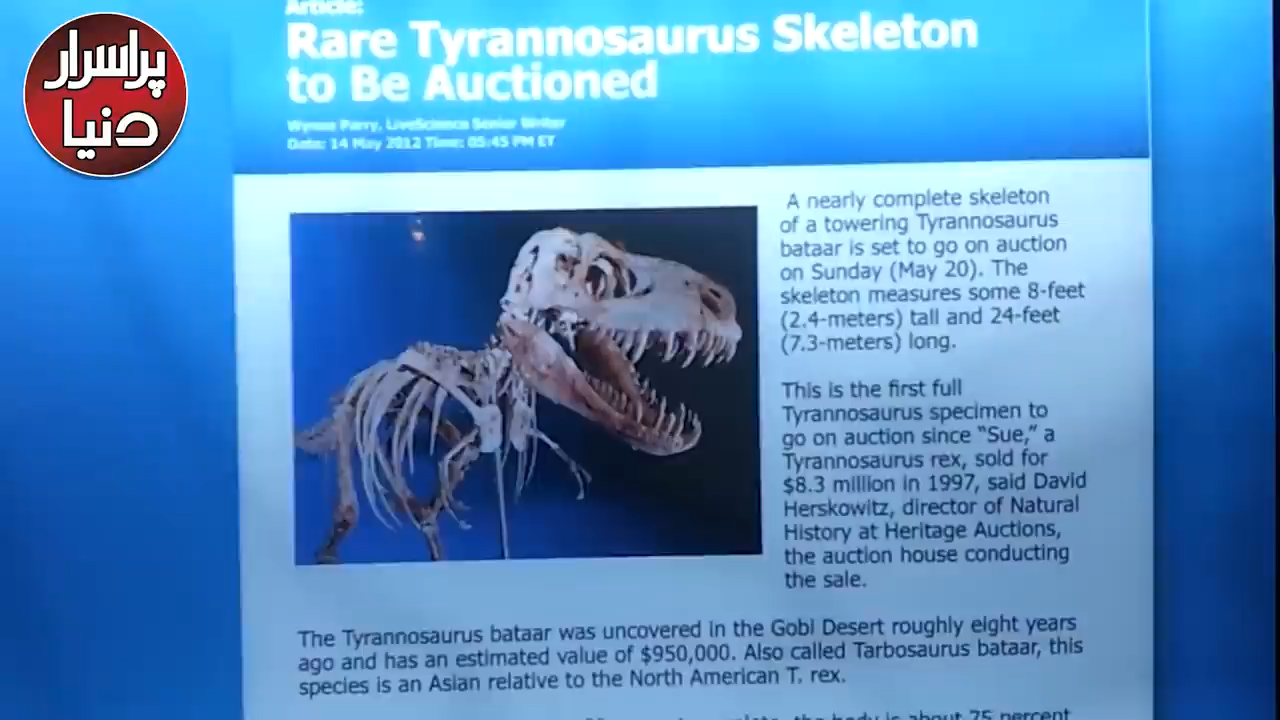 پراسرار
دنیا
Article:
Rare Tyrannosaurus Skeleton
to Be Auctioned
Wynne Parry, LiveScience Senior Writer
Date: 14 May 2012 Time: 05:45 PM ET
A nearly complete skeleton
of a towering Tyrannosaurus
bataar is set to go on auction
on Sunday (May 20). The
skeleton measures some 8-feet
(2.4-meters) tall and 24-feet
(7.3-meters) long.
This is the first full
Tyrannosaurus specimen to
go on auction since “Sue,” a
Tyrannosaurus rex, sold for
$8.3 million in 1997, said David
Herskowitz, director of Natural
History at Heritage Auctions,
the auction house conducting
the sale.
The Tyrannosaurus bataar was uncovered in the Gobi Desert roughly eight years
ago and has an estimated value of $950,000. Also called Tarbosaurus bataar, this
species is an Asian relative to the North American T. rex.
the body is about 75 percent